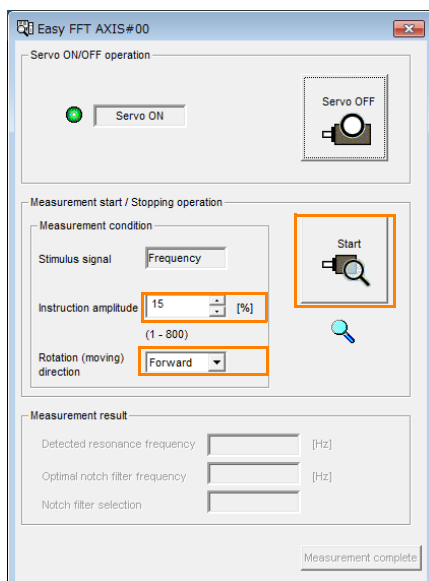 Easy FFT AXIS#00
Servo ON/OFF operation
Servo ON
Servo OFF
Measurement start / Stopping operation
Measurement condition
Stimulus signal Frequency
Start
Instruction amplitude 15 [%]
(1 - 800)
Rotation (moving)
direction
Forward
Measurement result
Detected resonance frequency [Hz]
Optimal notch filter frequency [Hz]
Notch filter selection
Measurement complete